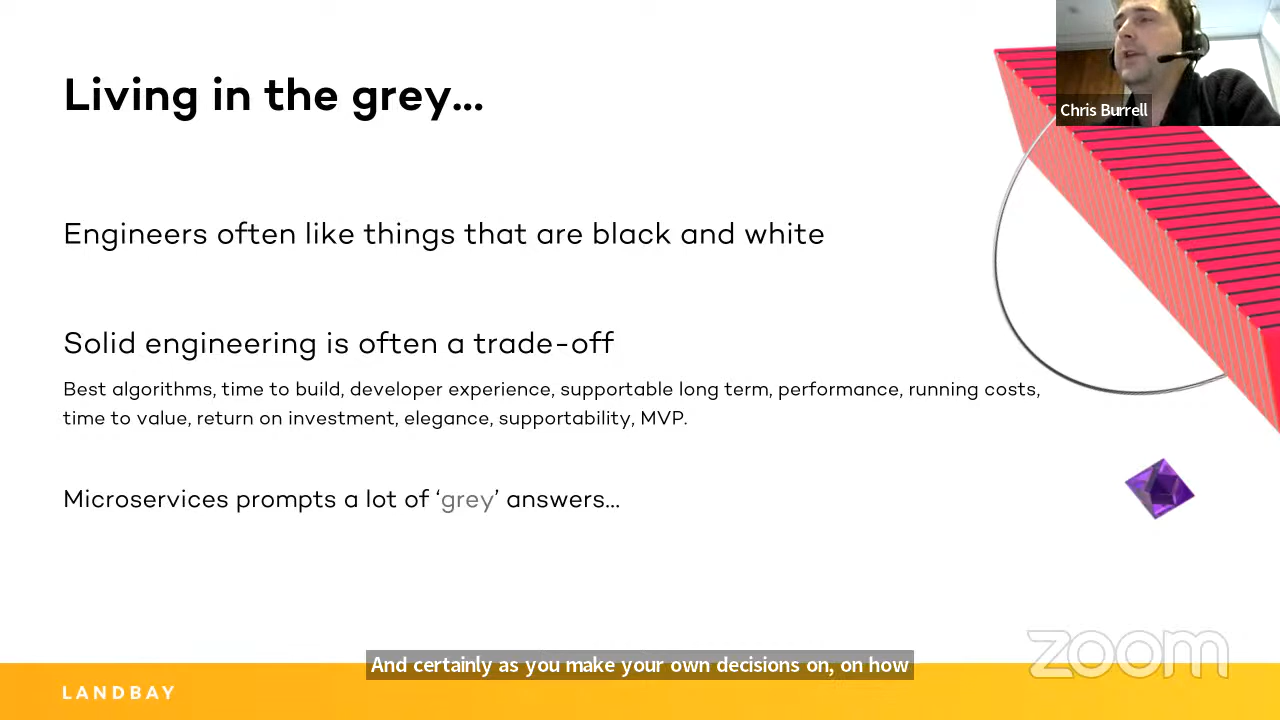 Living in the grey...
Chris Burrell
Engineers often like things that are black and white
Solid engineering is often a trade-off
Best algorithms, time to build, developer experience, supportable long term, performance, running costs,
time to value, return on investment, elegance, supportability, MVP.
Microservices prompts a lot of ‘grey’ answers...
zoom
And certainly as you make your own decisions on, on how
LANDBAY